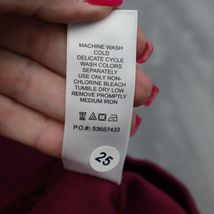 MACHINE WASH
COLD
DELICATE CYCLE
WASH COLORS
SEPARATELY
USE ONLY NON-
CHLORINE BLEACH
TUMBLE DRY LOW
REMOVE PROMPTLY
MEDIUM IRON
P.O.#: 53657433
25